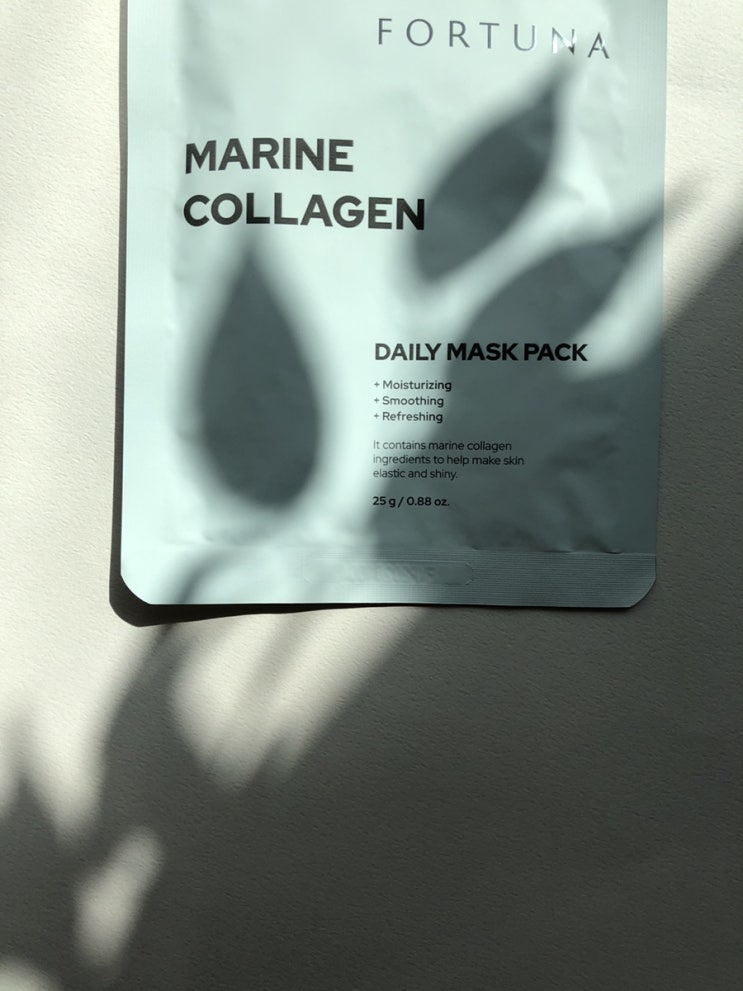 FORTUNA
MARINE
COLLAGEN
DAILY MASK PACK
+ Moisturizing
+ Smoothing
+ Refreshing
It contains marine collagen
ingredients to help make skin
elastic and shiny.
25 g / 0.88 oz.